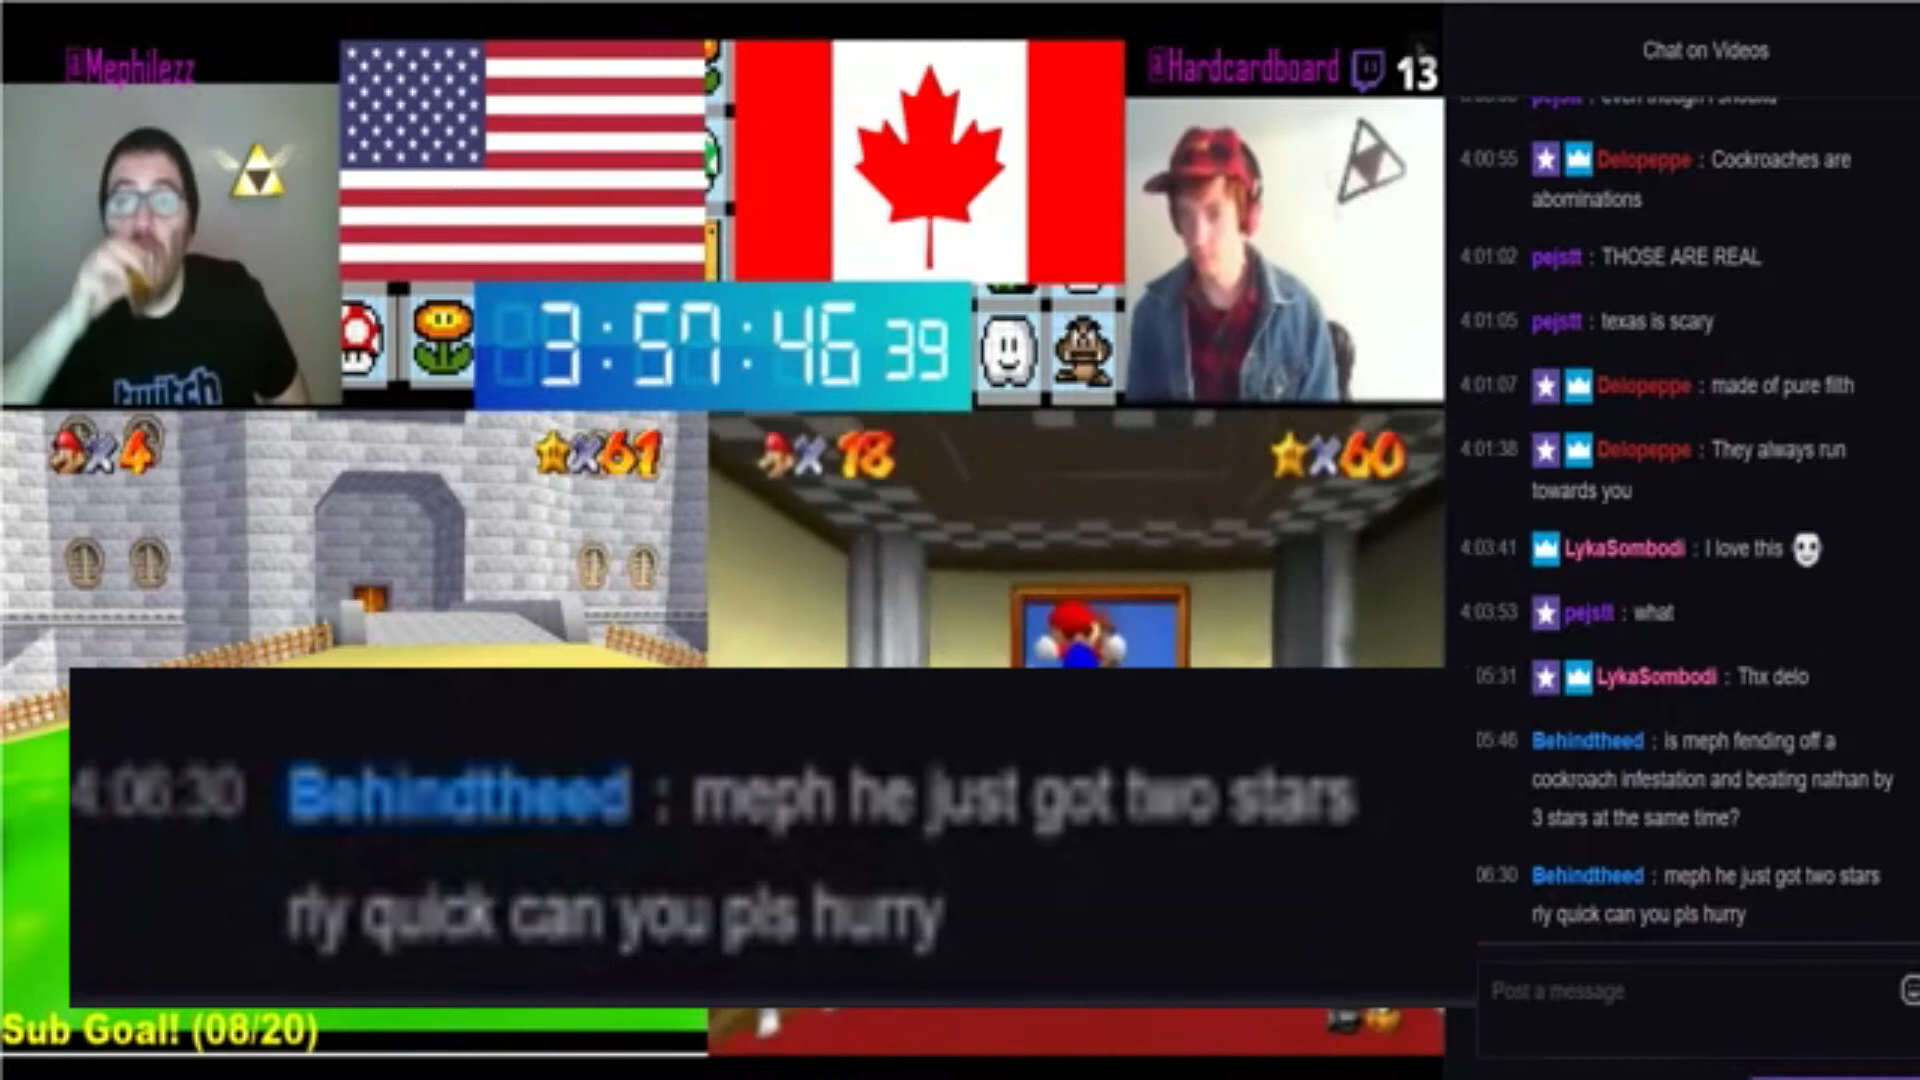 @Mephilezz
@Hardcardboard 13
3:57:46 39
twitch
x 4
x 61
x 18
x 60
4:06:30 Behindtheed : meph he just got two stars
rly quick can you pls hurry
Sub Goal! (08/20)
Chat on Videos
pejstt : even though I should
4:00:55 Delopeppe : Cockroaches are
abominations
4:01:02 pejstt : THOSE ARE REAL
4:01:05 pejstt : texas is scary
4:01:07 Delopeppe : made of pure filth
4:01:38 Delopeppe : They always run
towards you
4:03:41 LykaSombodi : I love this
4:03:53 pejstt : what
05:31 LykaSombodi : Thx delo
05:46 Behindtheed : is meph fending off a
cockroach infestation and beating nathan by
3 stars at the same time?
06:30 Behindtheed : meph he just got two stars
rly quick can you pls hurry
Post a message